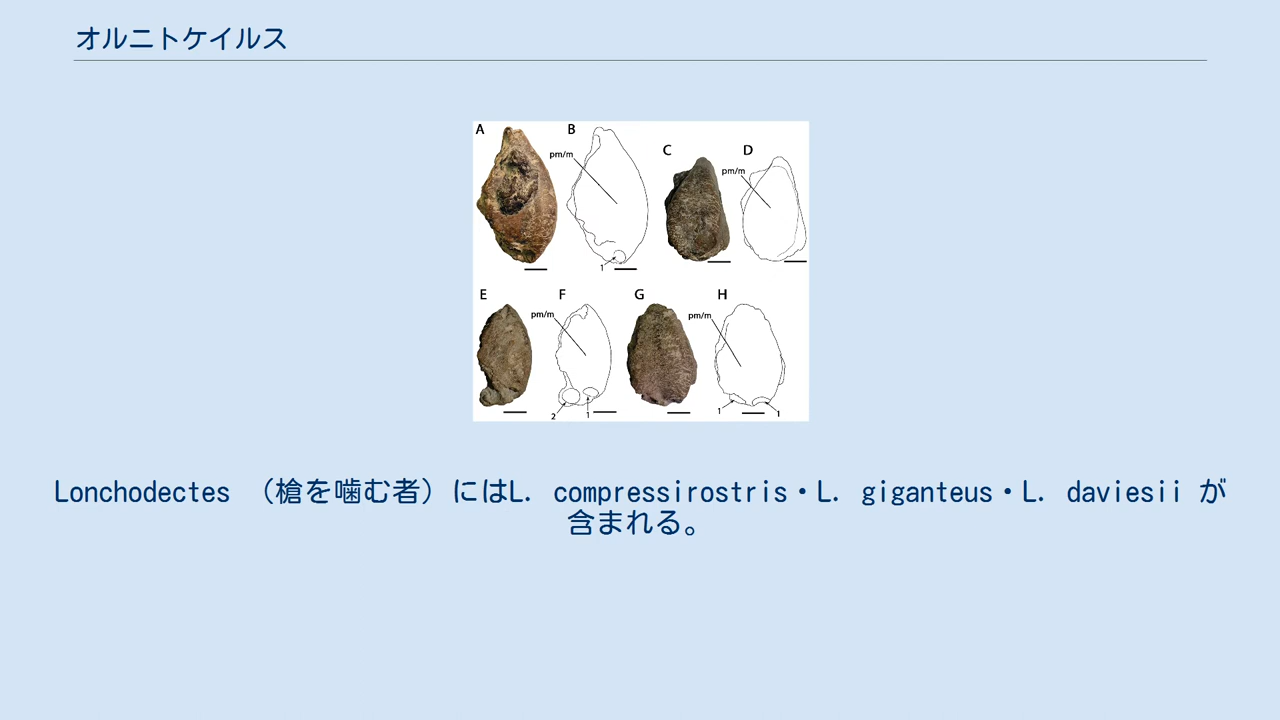 オルニトケイルス
A B C D
pm/m pm/m
1
E F G H
pm/m pm/m
2 1 1 1
Lonchodectes （槍を噛む者）にはL. compressirostris・L. giganteus・L. daviesii が
含まれる。